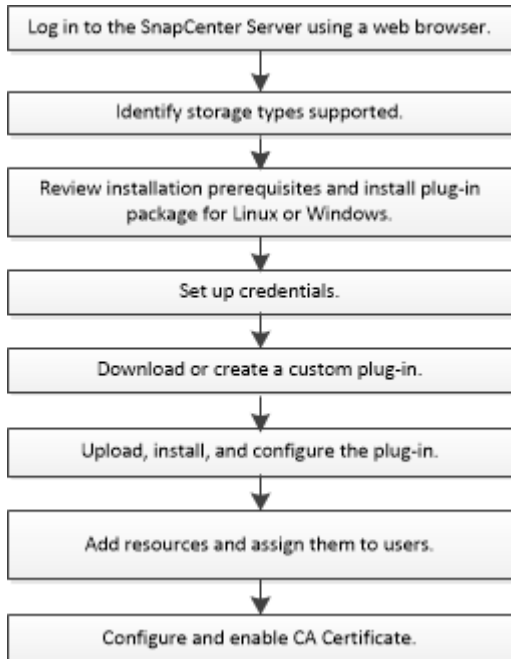 Log in to the SnapCenter Server using a web browser.
Identify storage types supported.
Review installation prerequisites and install plug-in
package for Linux or Windows.
Set up credentials.
Download or create a custom plug-in.
Upload, install, and configure the plug-in.
Add resources and assign them to users.
Configure and enable CA Certificate.